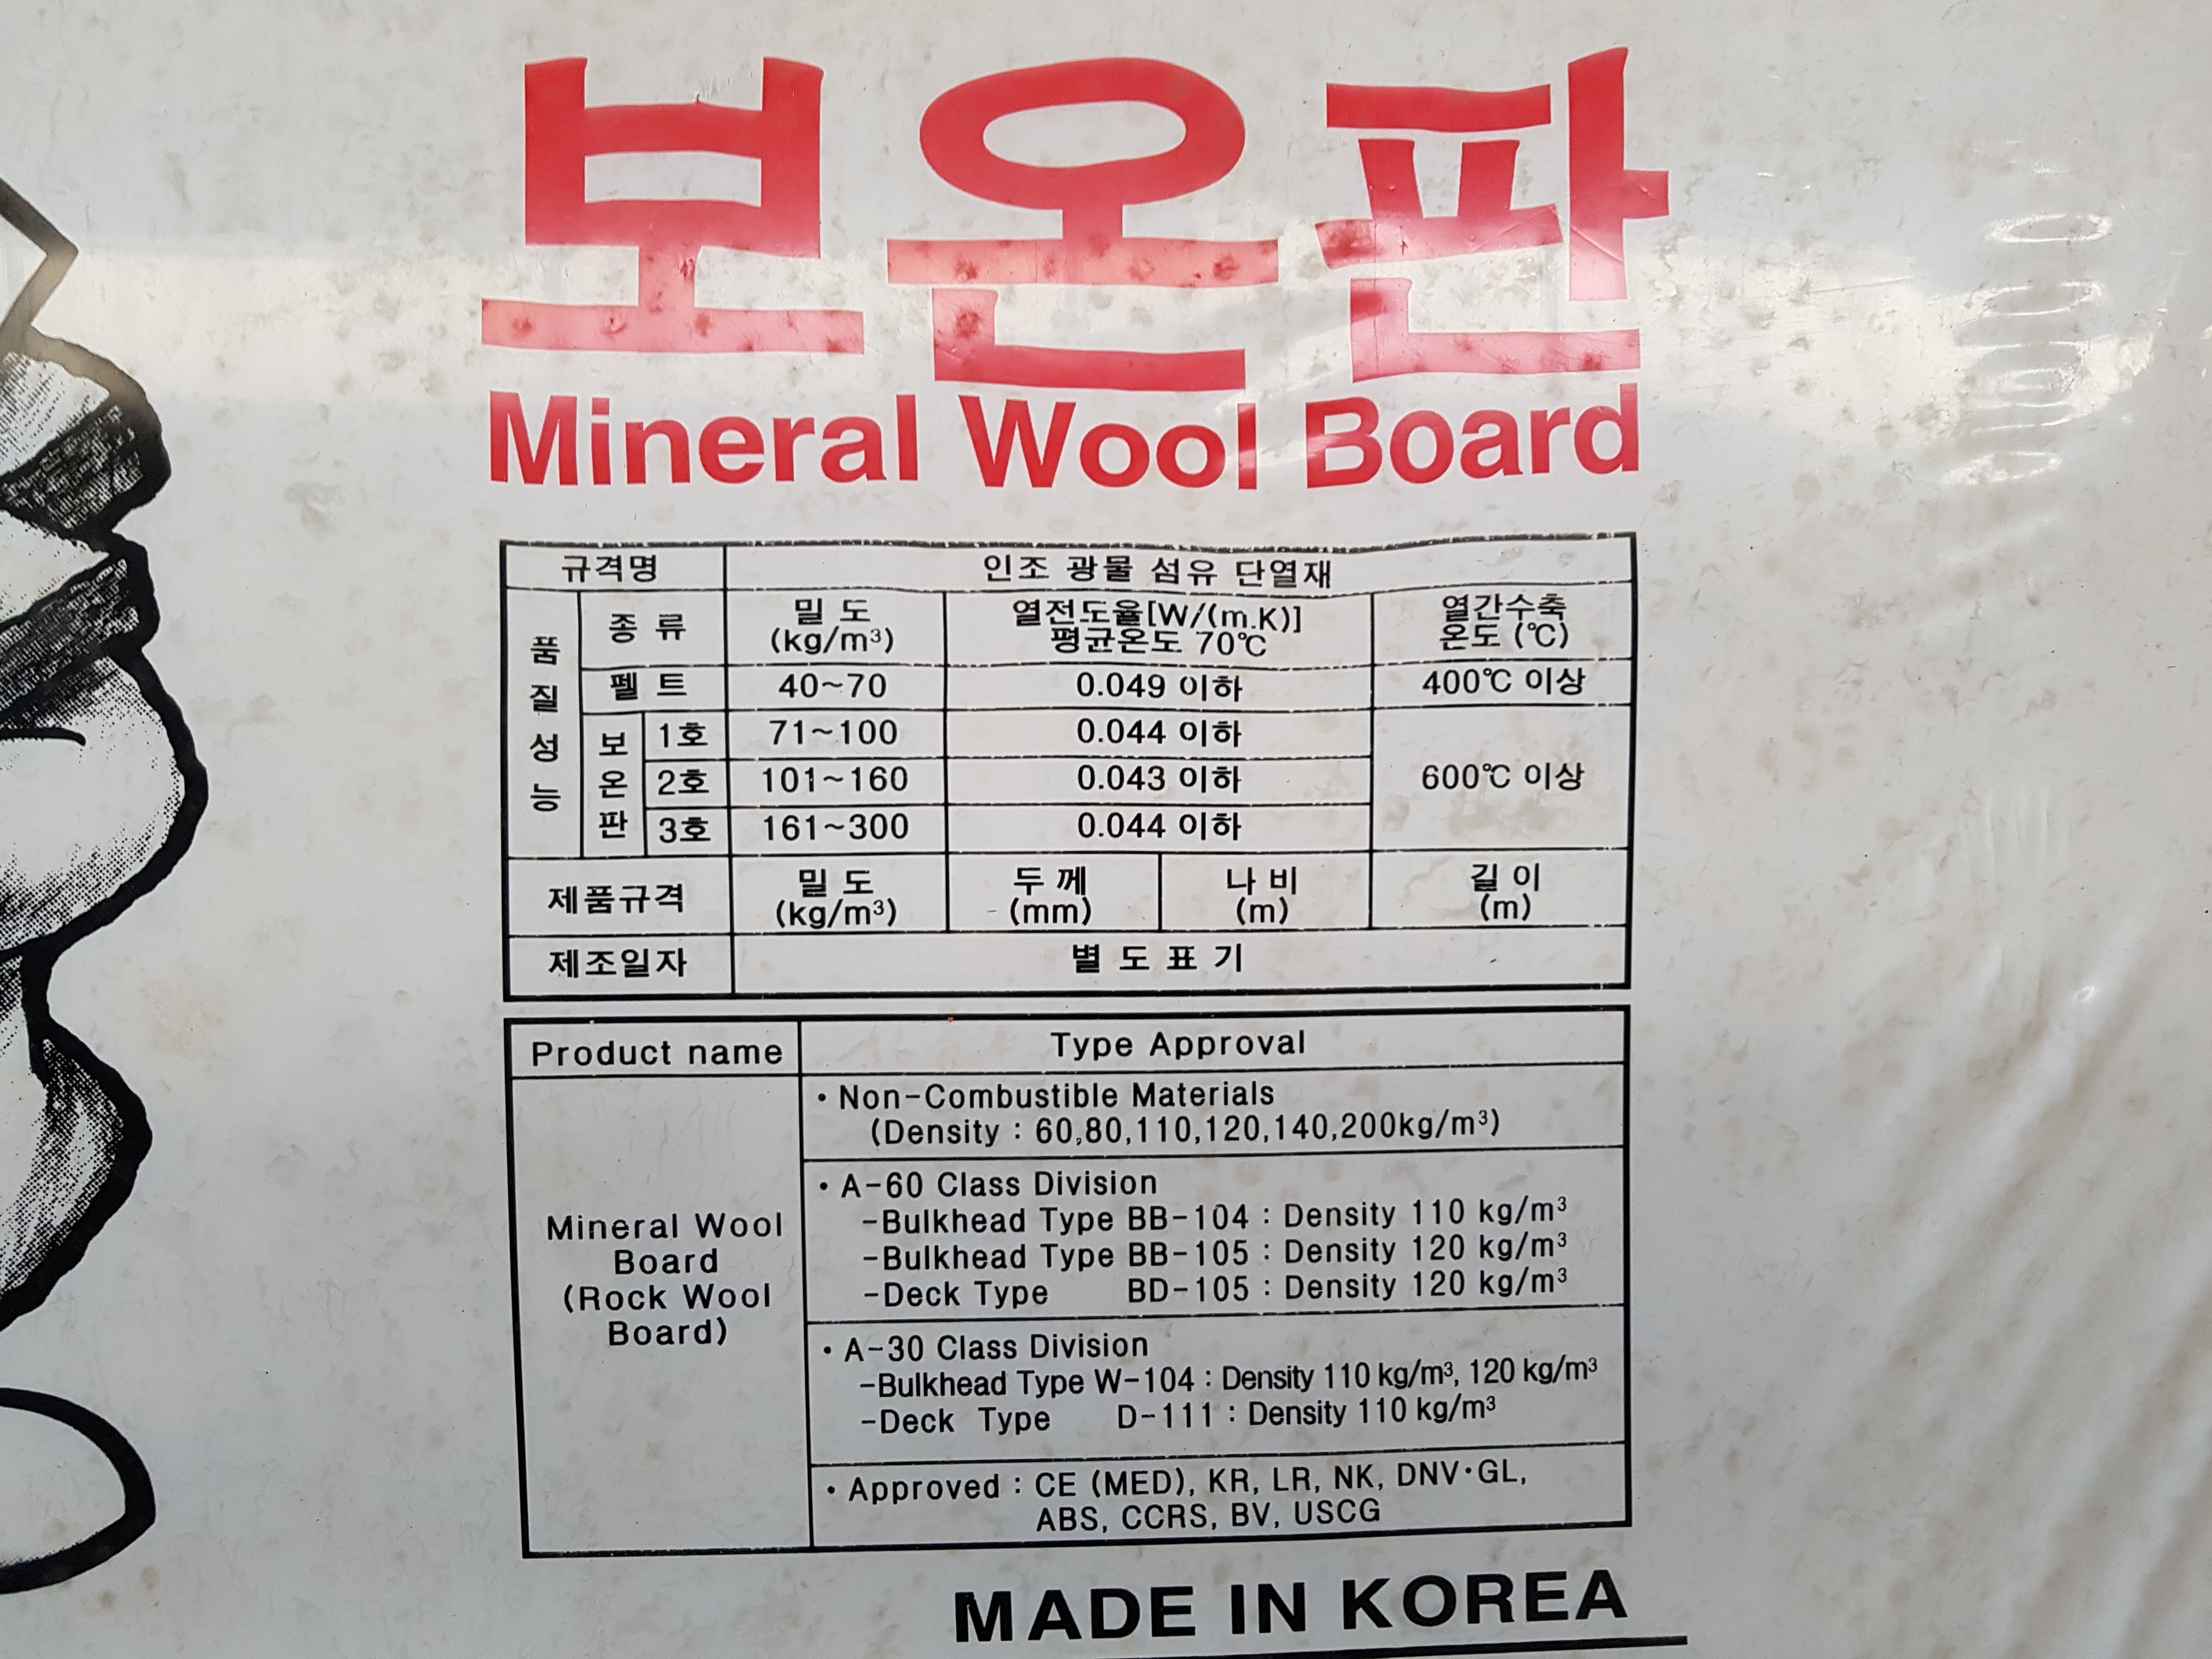 보온판
Mineral Wool Board
규격명 인조 광물 섬유 단열재
품질성능 종류 밀도 (kg/m³) 열전도율[W/(m.K)] 평균온도 70℃ 열간수축 온도 (℃)
펠트 40~70 0.049 이하 400℃ 이상
보온판 1호 71~100 0.044 이하 600℃ 이상
2호 101~160 0.043 이하
3호 161~300 0.044 이하
제품규격 밀도 (kg/m³) 두께 (mm) 나비 (m) 길이 (m)
제조일자 별도표기
Product name Type Approval
Mineral Wool
Board
(Rock Wool
Board)
• Non-Combustible Materials
(Density : 60,80,110,120,140,200kg/m³)
• A-60 Class Division
-Bulkhead Type BB-104 : Density 110 kg/m³
-Bulkhead Type BB-105 : Density 120 kg/m³
-Deck Type BD-105 : Density 120 kg/m³
• A-30 Class Division
-Bulkhead Type W-104 : Density 110 kg/m³, 120 kg/m³
-Deck Type D-111 : Density 110 kg/m³
• Approved : CE (MED), KR, LR, NK, DNV·GL,
ABS, CCRS, BV, USCG
MADE IN KOREA